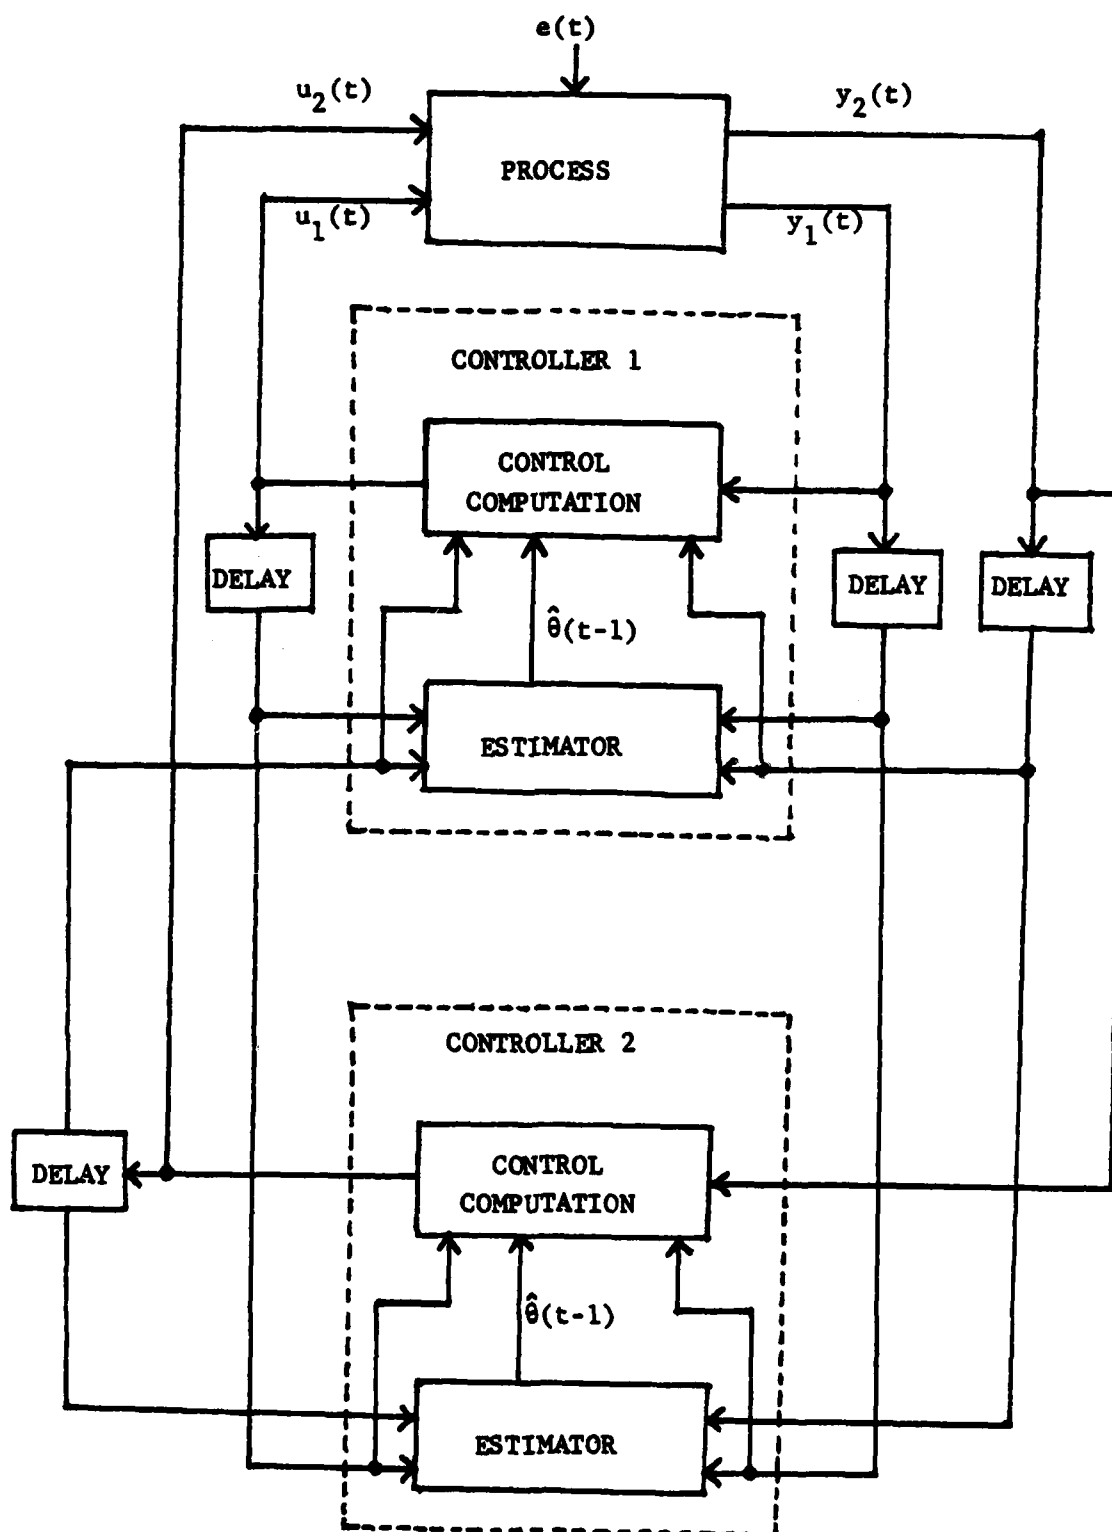 e(t)
u₂(t)
y₂(t)
PROCESS
u₁(t)
y₁(t)
CONTROLLER 1
CONTROL
COMPUTATION
DELAY
DELAY
DELAY
θ̂(t-1)
ESTIMATOR
CONTROLLER 2
CONTROL
COMPUTATION
DELAY
θ̂(t-1)
ESTIMATOR